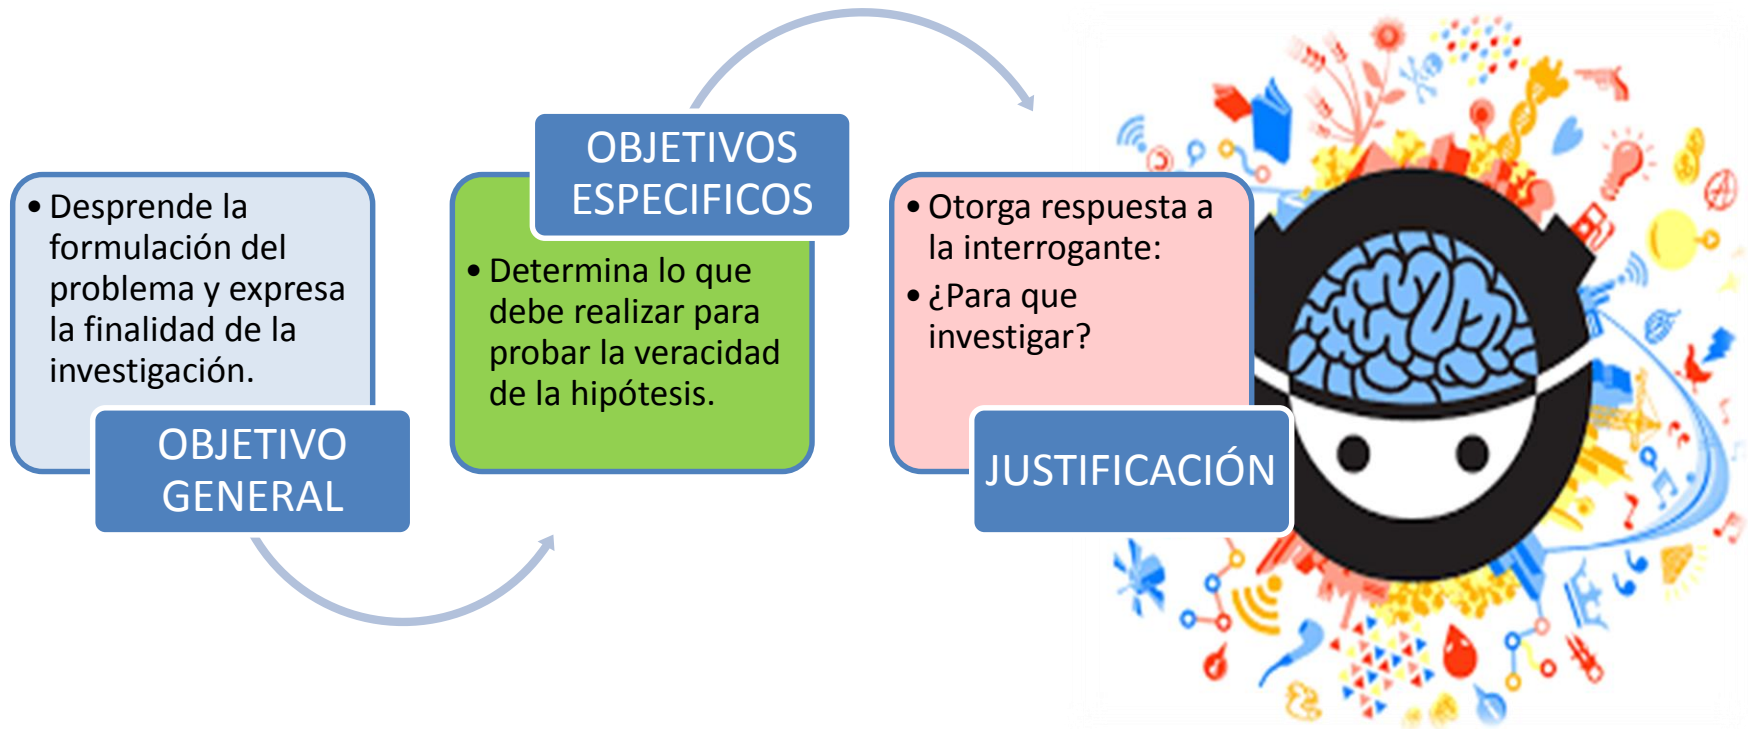 • Desprende la
formulación del
problema y expresa
la finalidad de la
investigación.
OBJETIVO
GENERAL
OBJETIVOS
ESPECIFICOS
• Determina lo que
debe realizar para
probar la veracidad
de la hipótesis.
• Otorga respuesta a
la interrogante:
• ¿Para que
investigar?
JUSTIFICACIÓN